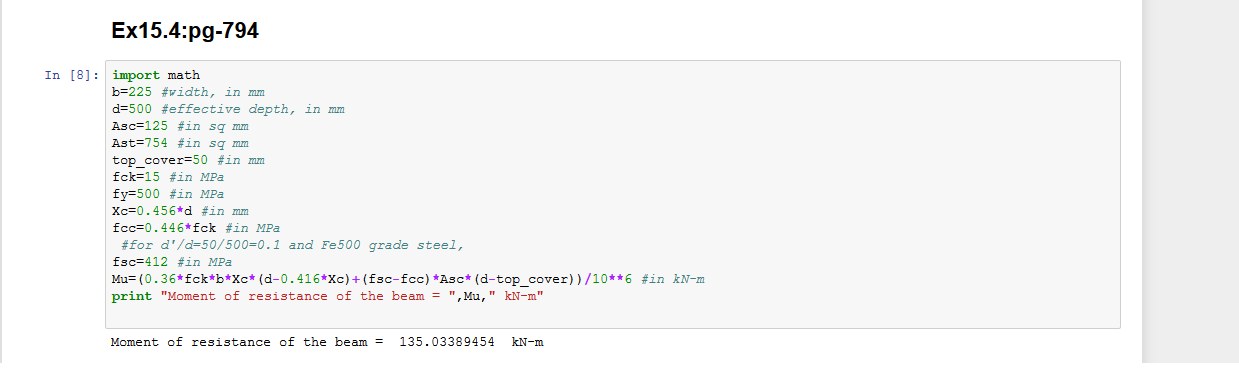 Ex15.4:pg-794
In [8]: import math
b=225 #width, in mm
d=500 #effective depth, in mm
Asc=125 #in sq mm
Ast=754 #in sq mm
top_cover=50 #in mm
fck=15 #in MPa
fy=500 #in MPa
Xc=0.456*d #in mm
fcc=0.446*fck #in MPa
#for d'/d=50/500=0.1 and Fe500 grade steel,
fsc=412 #in MPa
Mu=(0.36*fck*b*Xc*(d-0.416*Xc)+(fsc-fcc)*Asc*(d-top_cover))/10**6 #in kN-m
print "Moment of resistance of the beam = ",Mu," kN-m"
Moment of resistance of the beam =  135.03389454  kN-m